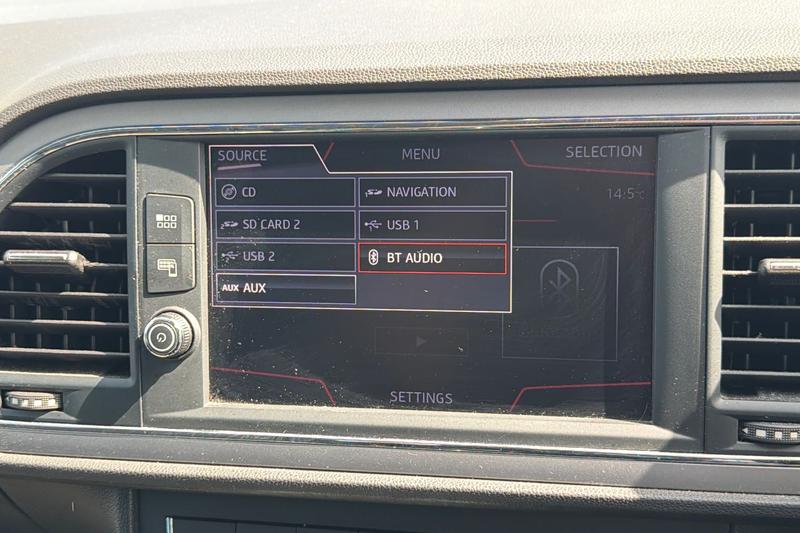 SOURCE
MENU
SELECTION
CD
NAVIGATION
14.5°C
SD CARD 2
USB 1
USB 2
BT AUDIO
AUX AUX
SETTINGS